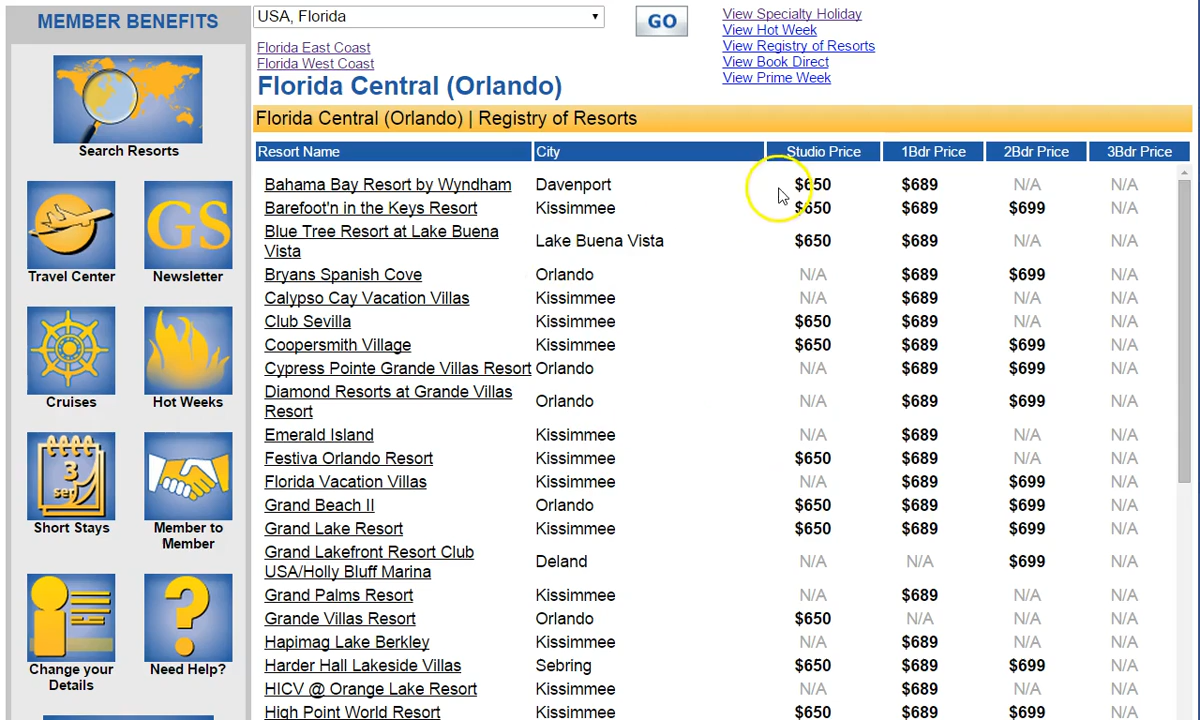 MEMBER BENEFITS
Search Resorts
Travel Center
Newsletter
Cruises
Hot Weeks
Short Stays
Member to
Member
Change your
Details
Need Help?
GS
3
sep
?
USA, Florida
GO
View Specialty Holiday
View Hot Week
View Registry of Resorts
View Book Direct
View Prime Week
Florida East Coast
Florida West Coast
Florida Central (Orlando)
Florida Central (Orlando) | Registry of Resorts
Resort Name City Studio Price 1Bdr Price 2Bdr Price 3Bdr Price
Bahama Bay Resort by Wyndham Davenport $650 $689 N/A N/A
Barefoot'n in the Keys Resort Kissimmee $650 $689 $699 N/A
Blue Tree Resort at Lake Buena
Vista Lake Buena Vista $650 $689 N/A N/A
Bryans Spanish Cove Orlando N/A $689 $699 N/A
Calypso Cay Vacation Villas Kissimmee N/A $689 N/A N/A
Club Sevilla Kissimmee $650 $689 N/A N/A
Coopersmith Village Kissimmee $650 $689 $699 N/A
Cypress Pointe Grande Villas Resort Orlando N/A $689 $699 N/A
Diamond Resorts at Grande Villas
Resort Orlando N/A $689 $699 N/A
Emerald Island Kissimmee N/A $689 N/A N/A
Festiva Orlando Resort Kissimmee $650 $689 $699 N/A
Florida Vacation Villas Kissimmee N/A $689 $699 N/A
Grand Beach II Orlando $650 $689 $699 N/A
Grand Lake Resort Kissimmee $650 $689 $699 N/A
Grand Lakefront Resort Club
USA/Holly Bluff Marina Deland N/A N/A $699 N/A
Grand Palms Resort Kissimmee N/A $689 N/A N/A
Grande Villas Resort Orlando $650 N/A N/A N/A
Hapimag Lake Berkley Kissimmee N/A $689 N/A N/A
Harder Hall Lakeside Villas Sebring $650 $689 $699 N/A
HICV @ Orange Lake Resort Kissimmee N/A $689 N/A N/A
High Point World Resort Kissimmee $650 $689 $699 N/A